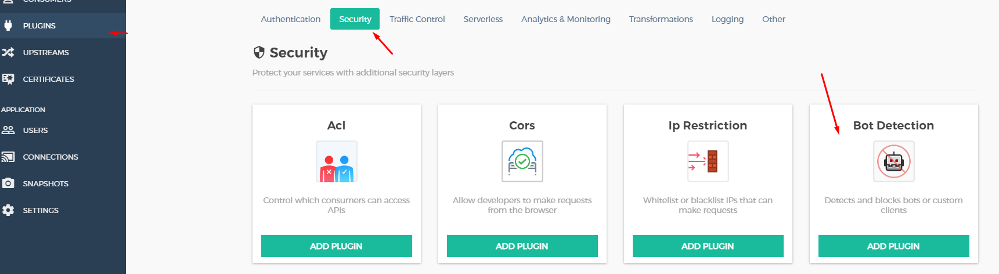 CONSUMERS
PLUGINS
UPSTREAMS
CERTIFICATES
APPLICATION
USERS
CONNECTIONS
SNAPSHOTS
SETTINGS
Authentication Security Traffic Control Serverless Analytics & Monitoring Transformations Logging Other
Security
Protect your services with additional security layers
Acl
Control which consumers can access
APIs
ADD PLUGIN
Cors
Allow developers to make requests
from the browser
ADD PLUGIN
Ip Restriction
Whitelist or blacklist IPs that can
make requests
ADD PLUGIN
Bot Detection
Detects and blocks bots or custom
clients
ADD PLUGIN